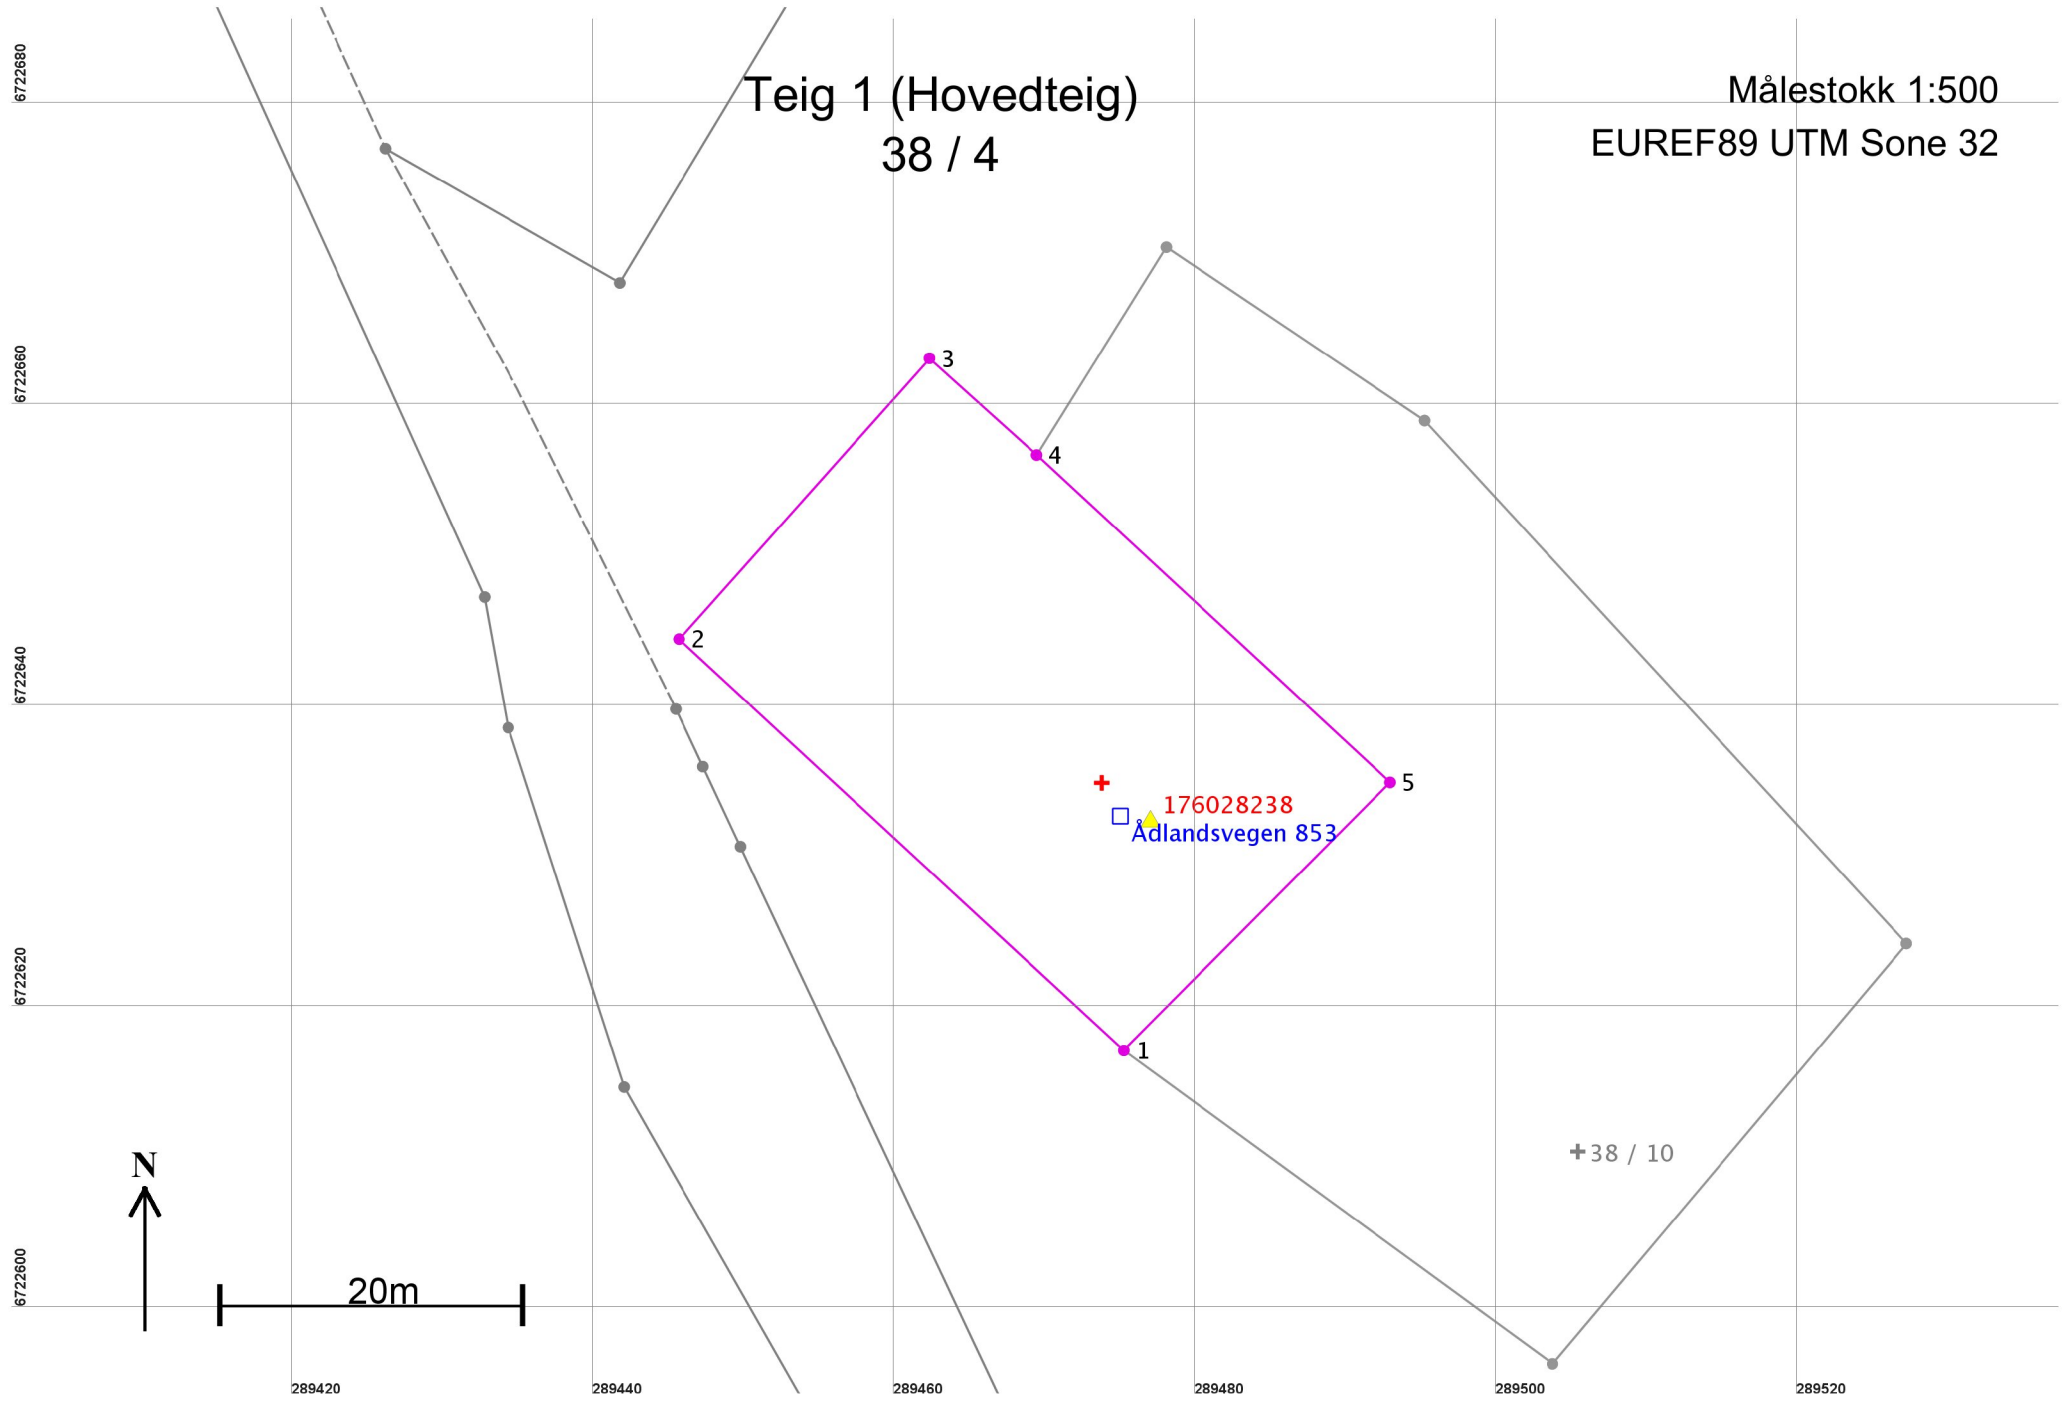 Teig 1 (Hovedteig)
38 / 4
Målestokk 1:500
EUREF89 UTM Sone 32
6722680
6722660
6722640
6722620
6722600
3
4
2
5
176028238
Ådlandsvegen 853
1
38 / 10
N
20m
289420
289440
289460
289480
289500
289520